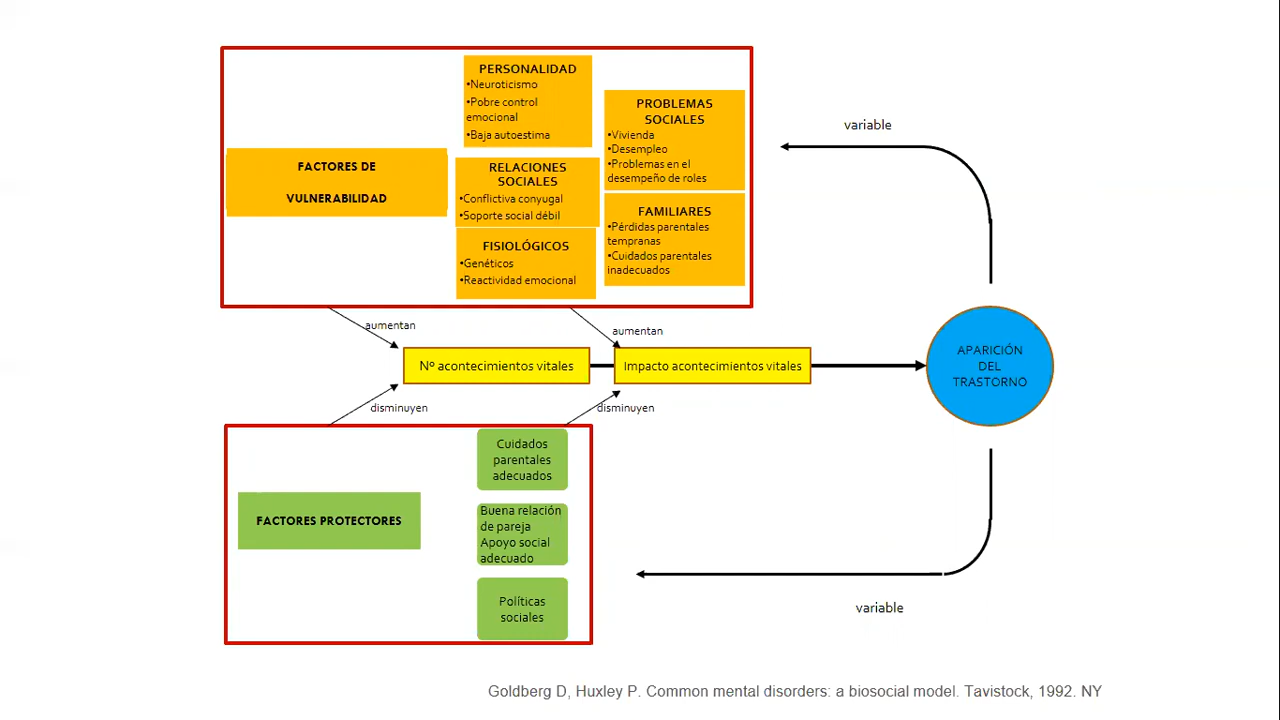 FACTORES DE
VULNERABILIDAD
PERSONALIDAD
•Neuroticismo
•Pobre control
emocional
•Baja autoestima
RELACIONES
SOCIALES
•Conflictiva conyugal
•Soporte social débil
FISIOLÓGICOS
•Genéticos
•Reactividad emocional
PROBLEMAS
SOCIALES
•Vivienda
•Desempleo
•Problemas en el
desempeño de roles
FAMILIARES
•Pérdidas parentales
tempranas
•Cuidados parentales
inadecuados
variable
aumentan
aumentan
Nº acontecimientos vitales
Impacto acontecimientos vitales
APARICIÓN
DEL
TRASTORNO
disminuyen
disminuyen
FACTORES PROTECTORES
Cuidados
parentales
adecuados
Buena relación
de pareja
Apoyo social
adecuado
Políticas
sociales
variable
Goldberg D, Huxley P. Common mental disorders: a biosocial model. Tavistock, 1992. NY